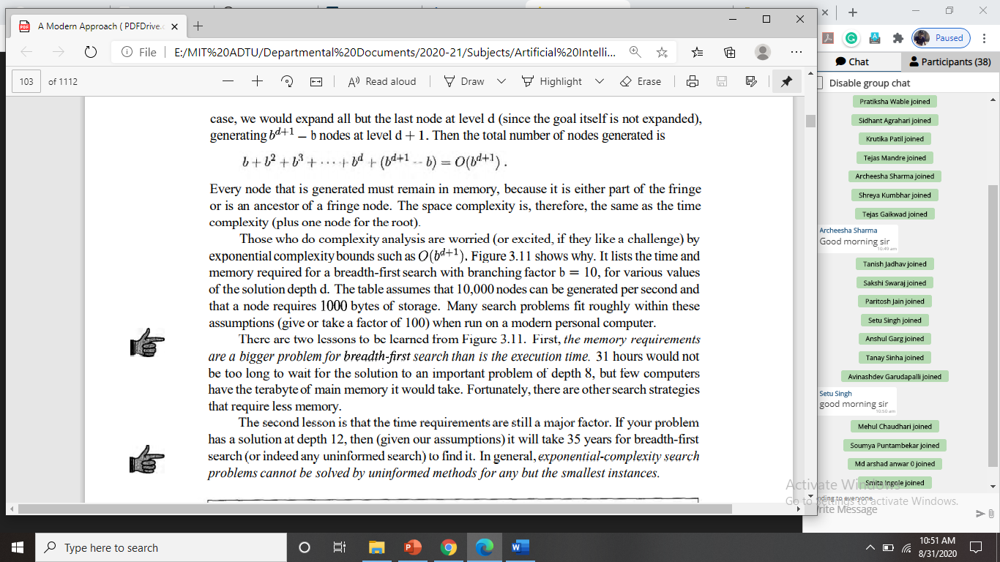 A Modern Approach ( PDFDrive.c
Paused
File
E:/MIT%20ADTU/Departmental%20Documents/2020-21/Subjects/Artificial%20Intelli...
103
of 1112
Read aloud
Draw
Highlight
Erase
case, we would expand all but the last node at level d (since the goal itself is not expanded),
generating b^{d+1} – b nodes at level d + 1. Then the total number of nodes generated is
b + b^2 + b^3 + ··· + b^d + (b^{d+1} -- b) = O(b^{d+1}) .
Every node that is generated must remain in memory, because it is either part of the fringe
or is an ancestor of a fringe node. The space complexity is, therefore, the same as the time
complexity (plus one node for the root).
Those who do complexity analysis are worried (or excited, if they like a challenge) by
exponential complexity bounds such as O(b^{d+1}). Figure 3.11 shows why. It lists the time and
memory required for a breadth-first search with branching factor b = 10, for various values
of the solution depth d. The table assumes that 10,000 nodes can be generated per second and
that a node requires 1000 bytes of storage. Many search problems fit roughly within these
assumptions (give or take a factor of 100) when run on a modern personal computer.
There are two lessons to be learned from Figure 3.11. First, the memory requirements
are a bigger problem for breadth-first search than is the execution time. 31 hours would not
be too long to wait for the solution to an important problem of depth 8, but few computers
have the terabyte of main memory it would take. Fortunately, there are other search strategies
that require less memory.
The second lesson is that the time requirements are still a major factor. If your problem
has a solution at depth 12, then (given our assumptions) it will take 35 years for breadth-first
search (or indeed any uninformed search) to find it. In general, exponential-complexity search
problems cannot be solved by uninformed methods for any but the smallest instances.
Chat
Participants (38)
Disable group chat
Pratiksha Wable joined
Sidhant Agrahari joined
Krutika Patil joined
Tejas Mandre joined
Archeesha Sharma joined
Shreya Kumbhar joined
Tejas Gaikwad joined
Archeesha Sharma
Good morning sir
10:49 am
Tanish Jadhav joined
Sakshi Swaraj joined
Paritosh Jain joined
Setu Singh joined
Anshul Garg joined
Tanay Sinha joined
Avinashdev Garudapalli joined
Setu Singh
good morning sir
10:50 am
Mehul Chaudhari joined
Soumya Puntambekar joined
Md arshad anwar 0 joined
Smita Ingole joined
Activate Windows
Go to Settings to activate Windows.
nding to everyone
rite Message
Type here to search
10:51 AM
8/31/2020